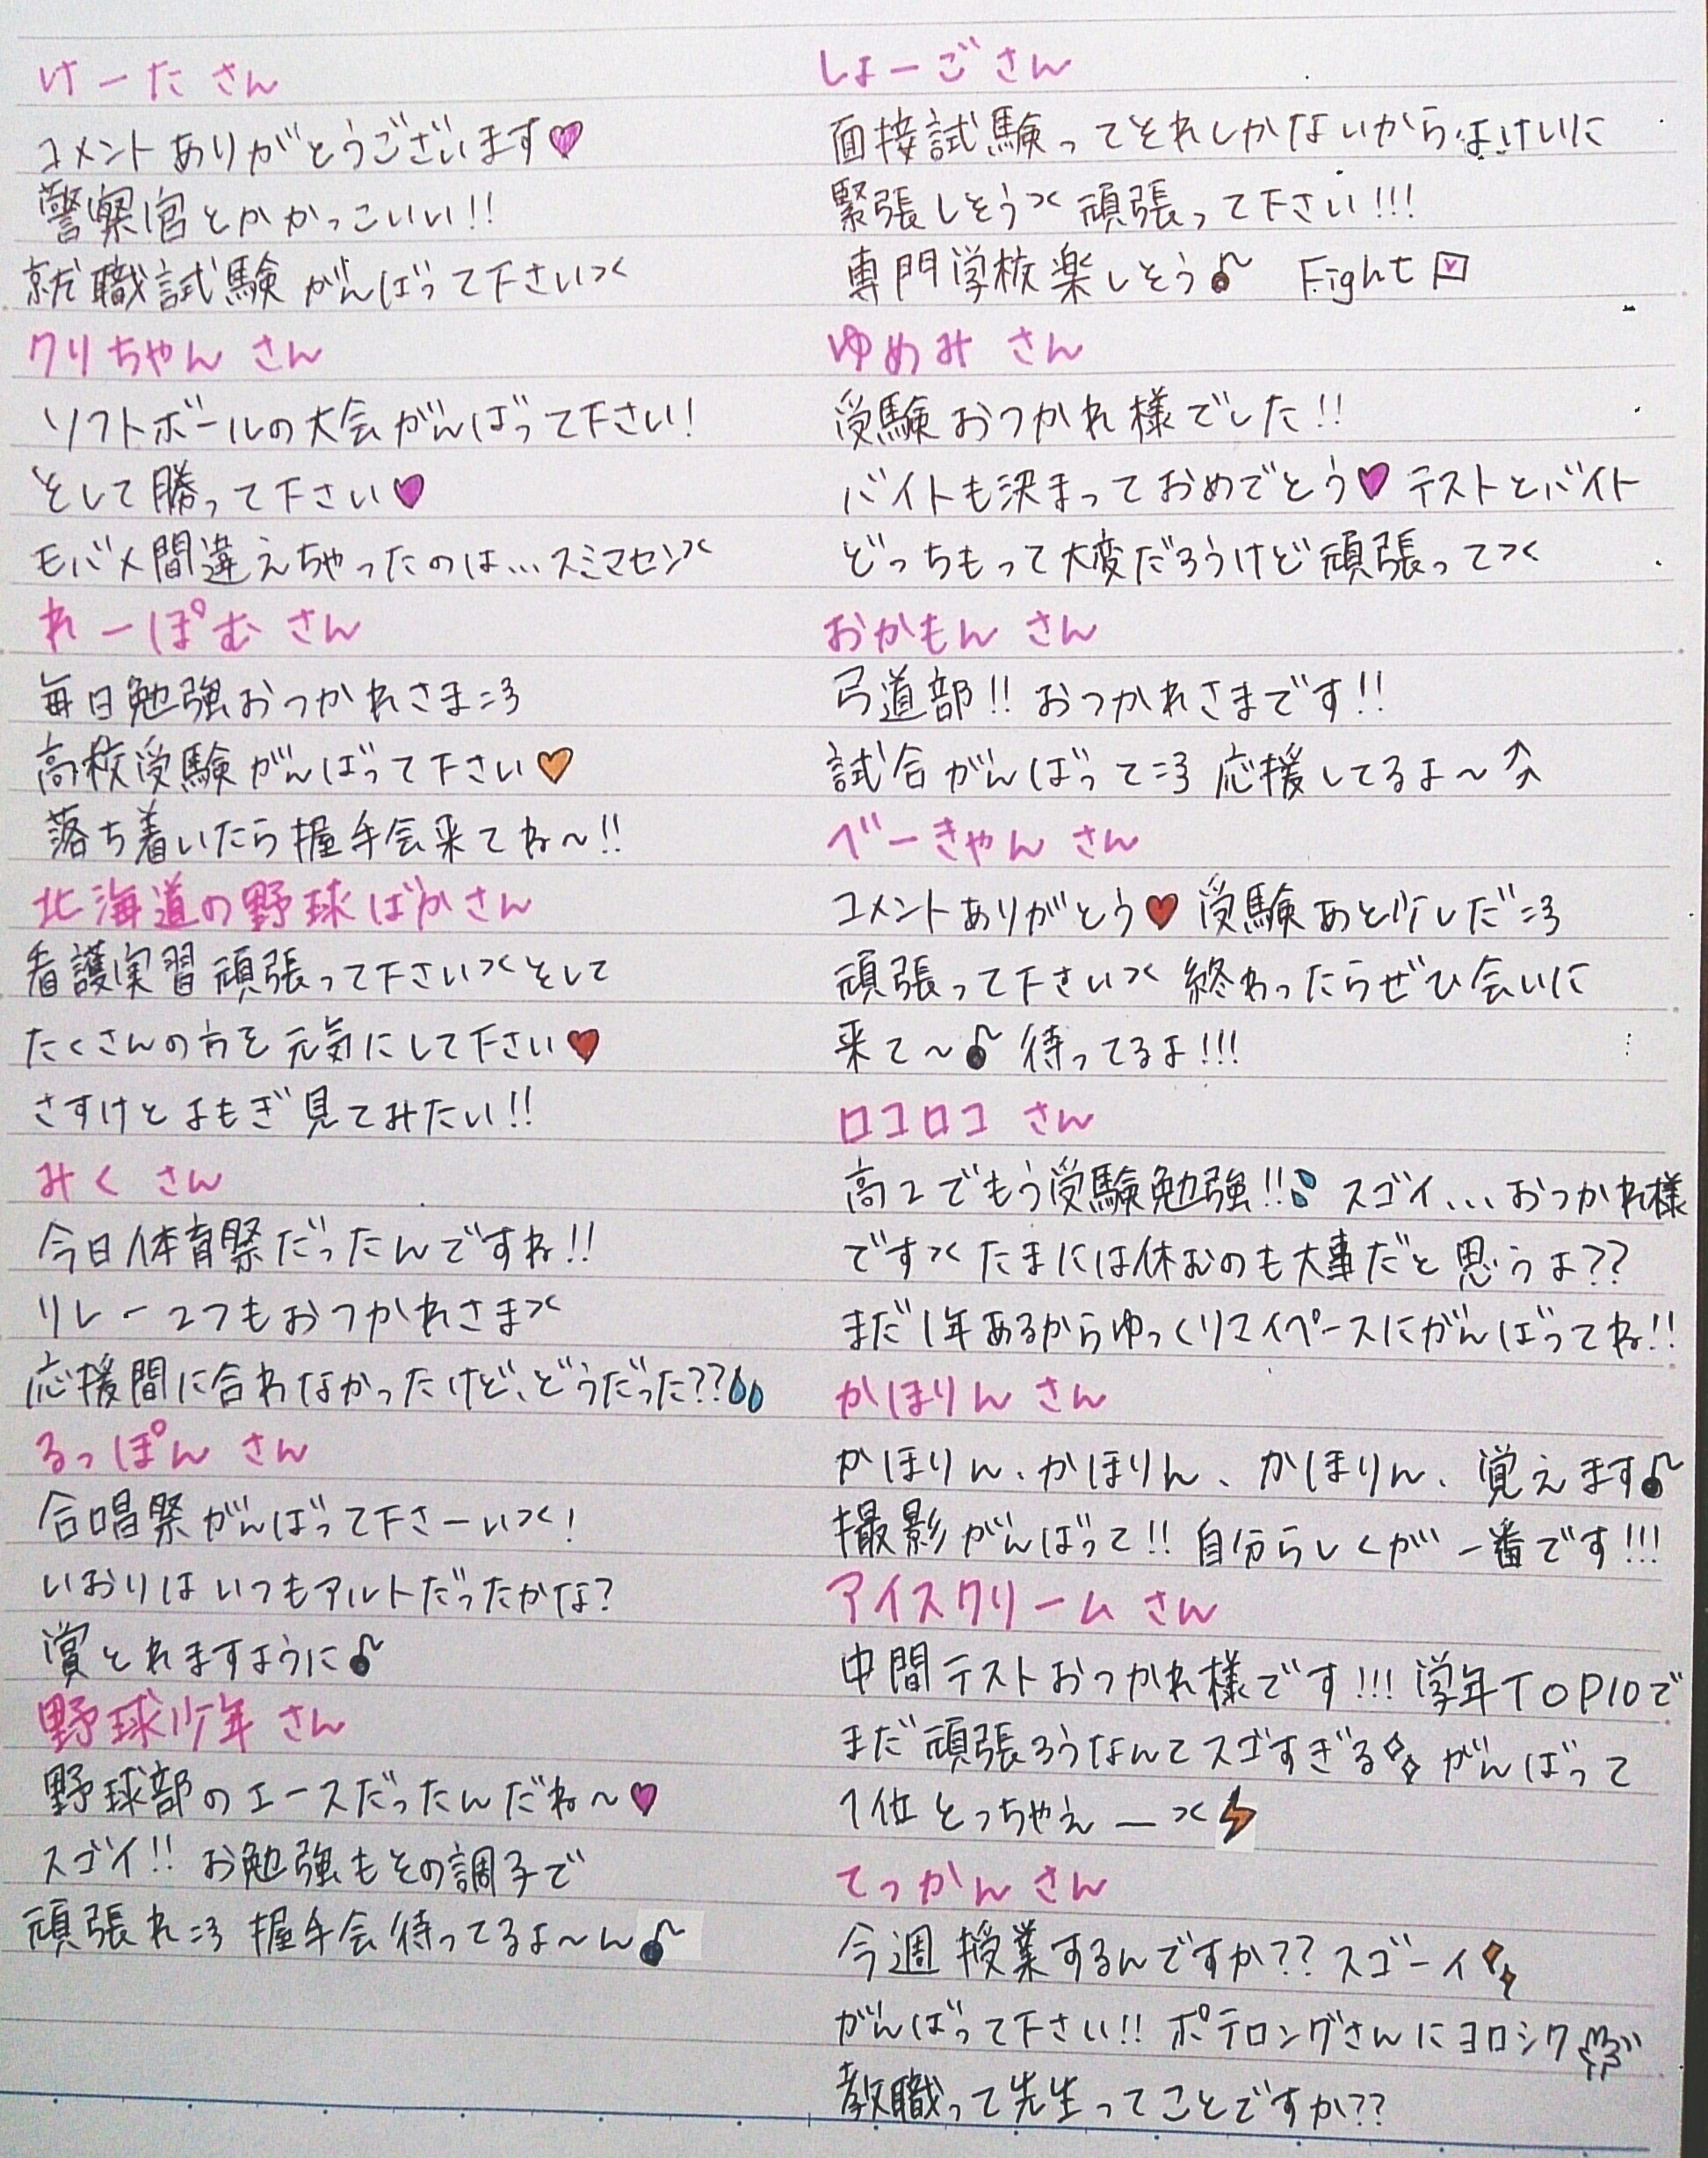 けーた さん
コメントありがとうございます♥
警察官とかかっこいい!!
就職試験がんばって下さい><
クリちゃん さん
ソフトボールの大会がんばって下さい!
そして勝って下さい♥
モバメ間違えちゃったのは...スミマセン><
れーぽむ さん
毎日勉強おつかれさま=3
高校受験がんばって下さい♥
落ち着いたら握手会来てね～!!
北海道の野球ばかさん
看護実習頑張って下さい><そして
たくさんの方を元気にして下さい♥
さすけとよもぎ見てみたい!!
みく さん
今日体育祭だったんですね!!
リレー2つもおつかれさま><
応援間に合わなかったけど、どうだった??
るっぽん さん
合唱祭がんばって下さーい><!
いおりはいつもアルトだったかな?
賞とれますように♪
野球少年 さん
野球部のエースだったんだね～♥
スゴイ!! お勉強もその調子で
頑張れ=3 握手会待ってるよ～ん♪
しょーごさん
面接試験ってそれしかないからよけいに
緊張しそう>< 頑張って下さい!!!
専門学校楽しそう♪ Fight
ゆめみ さん
受験おつかれ様でした!!
バイトも決まっておめでとう♥ テストとバイト
どっちもって大変だろうけど頑張って><
おかもん さん
弓道部!! おつかれさまです!!
試合がんばって=3 応援してるよ～
べーきゃん さん
コメントありがとう♥ 受験あと少しだ=3
頑張って下さい>< 終わったらぜひ会いに
来て～♪ 待ってるよ!!!
ロコロコ さん
高2でもう受験勉強!! スゴイ...おつかれ様
です>< たまには休むのも大事だと思うよ??
まだ1年あるからゆっくりマイペースにがんばってね!!
かほりん さん
かほりん、かほりん、かほりん、覚えます♪
撮影がんばって!! 自分らしくが一番です!!!
アイスクリーム さん
中間テストおつかれ様です!!! 学年TOP10で
まだ頑張ろうなんてスゴすぎる がんばって
1位とっちゃえー><
てっかん さん
今週授業するんですか?? スゴーイ
がんばって下さい!! ポテロングさんにヨロシク
教職って先生ってことですか??